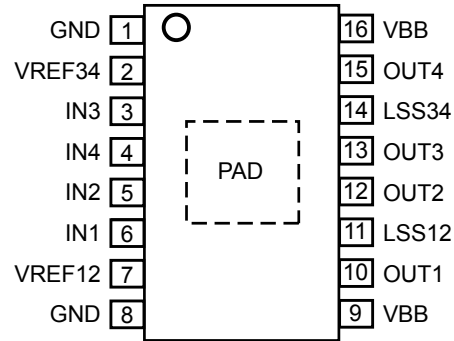 GND 1 16 VBB
VREF34 2 15 OUT4
IN3 3 14 LSS34
IN4 4 13 OUT3
PAD
IN2 5 12 OUT2
IN1 6 11 LSS12
VREF12 7 10 OUT1
GND 8 9 VBB